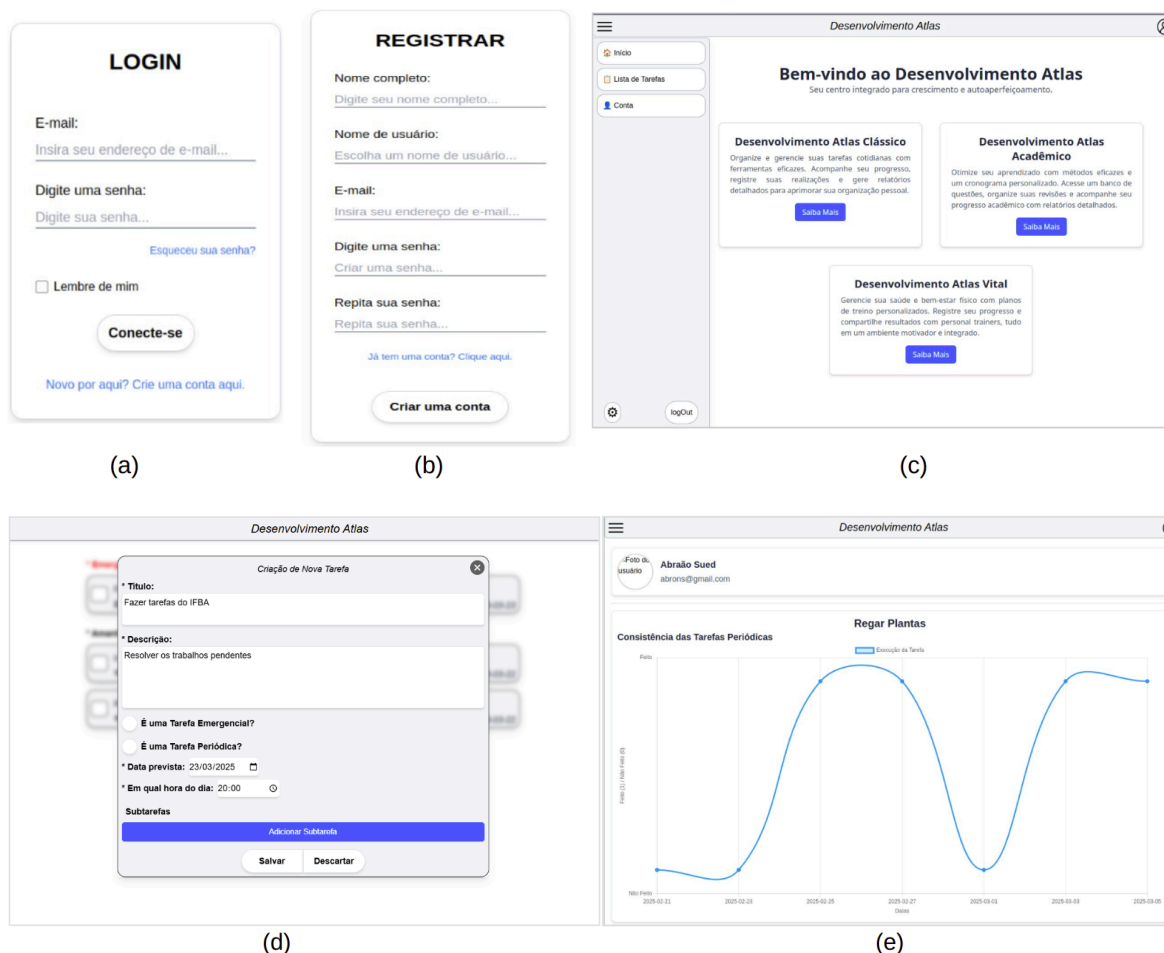 LOGIN
E-mail:
Insira seu endereço de e-mail...
Digite uma senha:
Digite sua senha...
Esqueceu sua senha?
Lembre de mim
Conecte-se
Novo por aqui? Crie uma conta aqui.
(a)
REGISTRAR
Nome completo:
Digite seu nome completo...
Nome de usuário:
Escolha um nome de usuário...
E-mail:
Insira seu endereço de e-mail...
Digite uma senha:
Criar uma senha...
Repita sua senha:
Repita sua senha...
Já tem uma conta? Clique aqui.
Criar uma conta
(b)
Desenvolvimento Atlas
Início
Lista de Tarefas
Conta
Bem-vindo ao Desenvolvimento Atlas
Seu centro integrado para crescimento e autoaperfeiçoamento.
Desenvolvimento Atlas Clássico
Organize e gerencie suas tarefas cotidianas com
ferramentas eficazes. Acompanhe seu progresso,
registre suas realizações e gere relatórios
detalhados para aprimorar sua organização pessoal.
Saiba Mais
Desenvolvimento Atlas
Acadêmico
Otimize seu aprendizado com métodos eficazes e
um cronograma personalizado. Acesse um banco de
questões, organize suas revisões e acompanhe seu
progresso acadêmico com relatórios detalhados.
Saiba Mais
Desenvolvimento Atlas Vital
Gerencie sua saúde e bem-estar físico com planos
de treino personalizados. Registre seu progresso e
compartilhe resultados com personal trainers, tudo
em um ambiente motivador e integrado.
Saiba Mais
logOut
(c)
Desenvolvimento Atlas
Criação de Nova Tarefa
* Título:
Fazer tarefas do IFBA
* Descrição:
Resolver os trabalhos pendentes
É uma Tarefa Emergencial?
É uma Tarefa Periódica?
* Data prevista: 23/03/2025
* Em qual hora do dia: 20:00
Subtarefas
Adicionar Subtarefa
Salvar Descartar
(d)
Desenvolvimento Atlas
Foto du
usuário
Abraão Sued
abrons@gmail.com
Regar Plantas
Consistência das Tarefas Periódicas
Execução da Tarefa
Feito
Feito (1) / Não Feito (0)
Não Feito
2025-02-21 2025-02-23 2025-02-25 2025-02-27 2025-03-01 2025-03-03 2025-03-05
Datas
(e)